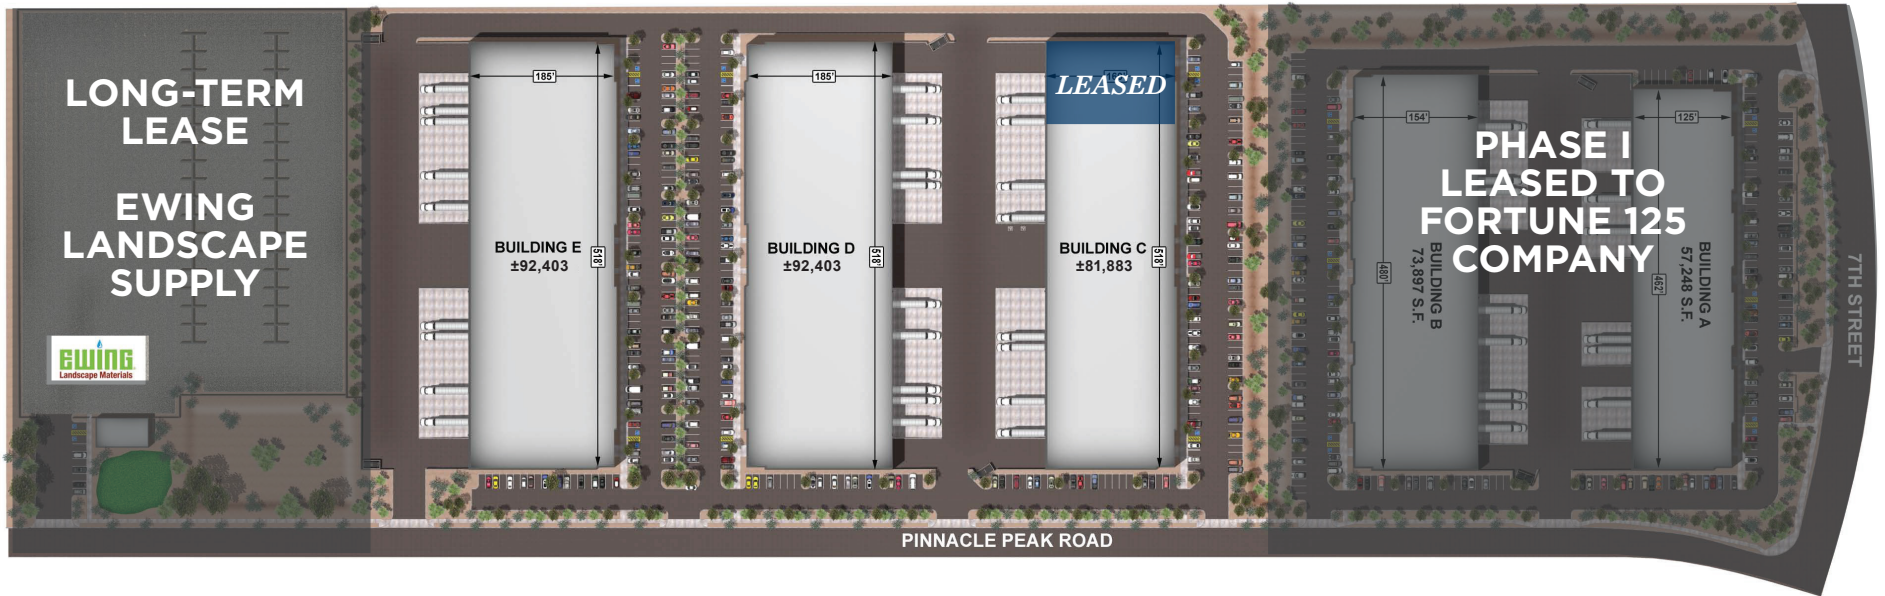 LONG-TERM
LEASE
EWING
LANDSCAPE
SUPPLY
EWING
Landscape Materials
185'
BUILDING E
±92,403
518'
185'
BUILDING D
±92,403
518'
LEASED
BUILDING C
±81,883
518'
154'
480'
BUILDING B
73,897 S.F.
PHASE I
LEASED TO
FORTUNE 125
COMPANY
125'
462'
BUILDING A
57,248 S.F.
7TH STREET
PINNACLE PEAK ROAD